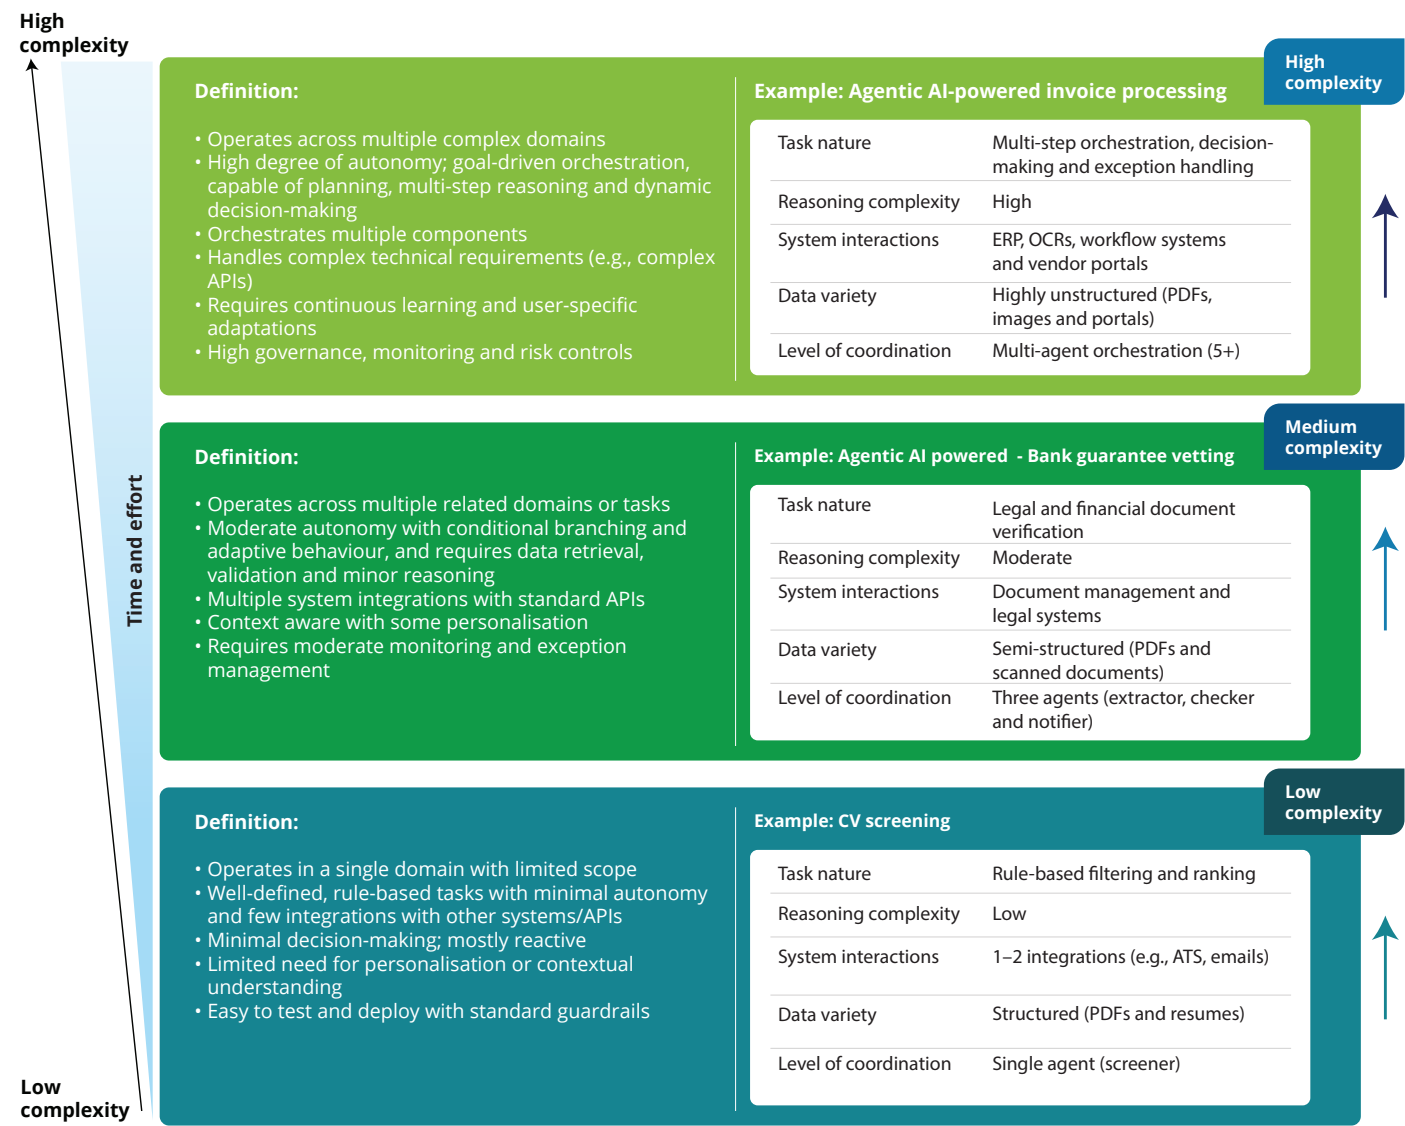 High
complexity
High
complexity
Definition:
• Operates across multiple complex domains
• High degree of autonomy; goal-driven orchestration,
capable of planning, multi-step reasoning and dynamic
decision-making
• Orchestrates multiple components
• Handles complex technical requirements (e.g., complex
APIs)
• Requires continuous learning and user-specific
adaptations
• High governance, monitoring and risk controls
Example: Agentic AI-powered invoice processing
Task nature
Multi-step orchestration, decision-
making and exception handling
Reasoning complexity
High
System interactions
ERP, OCRs, workflow systems
and vendor portals
Data variety
Highly unstructured (PDFs,
images and portals)
Level of coordination
Multi-agent orchestration (5+)
Time and effort
Medium
complexity
Definition:
• Operates across multiple related domains or tasks
• Moderate autonomy with conditional branching and
adaptive behaviour, and requires data retrieval,
validation and minor reasoning
• Multiple system integrations with standard APIs
• Context aware with some personalisation
• Requires moderate monitoring and exception
management
Example: Agentic AI powered  - Bank guarantee vetting
Task nature
Legal and financial document
verification
Reasoning complexity
Moderate
System interactions
Document management and
legal systems
Data variety
Semi-structured (PDFs and
scanned documents)
Level of coordination
Three agents (extractor, checker
and notifier)
Low
complexity
Definition:
• Operates in a single domain with limited scope
• Well-defined, rule-based tasks with minimal autonomy
and few integrations with other systems/APIs
• Minimal decision-making; mostly reactive
• Limited need for personalisation or contextual
understanding
• Easy to test and deploy with standard guardrails
Example: CV screening
Task nature
Rule-based filtering and ranking
Reasoning complexity
Low
System interactions
1–2 integrations (e.g., ATS, emails)
Data variety
Structured (PDFs and resumes)
Level of coordination
Single agent (screener)
Low
complexity